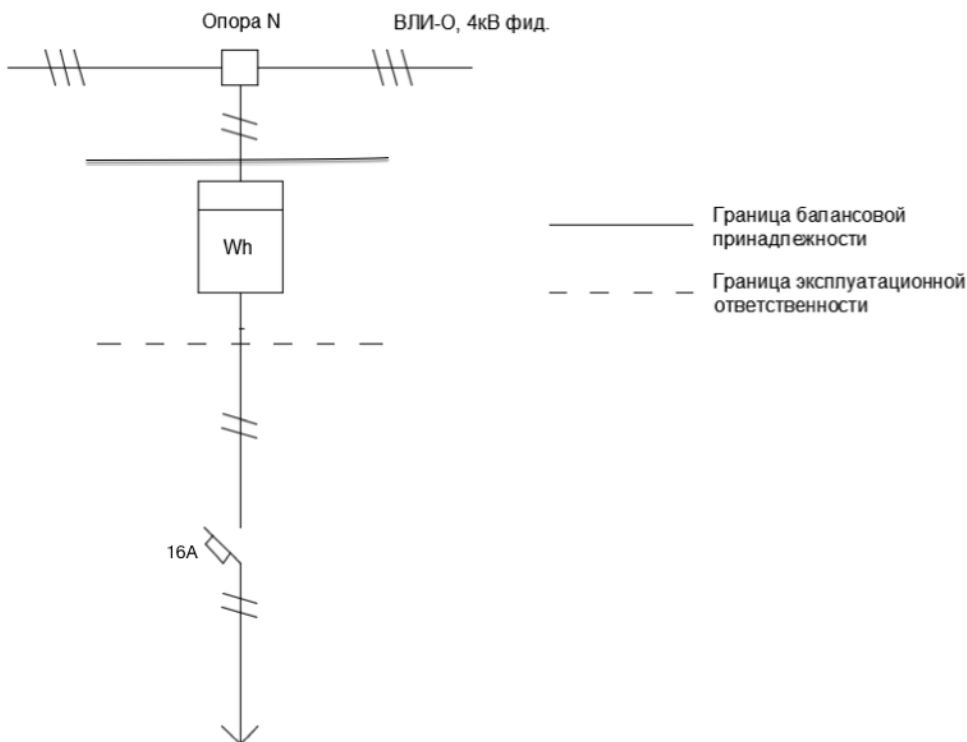 Опора N
ВЛИ-О, 4кВ фид.
Wh
Граница балансовой
принадлежности
Граница эксплуатационной
ответственности
16А